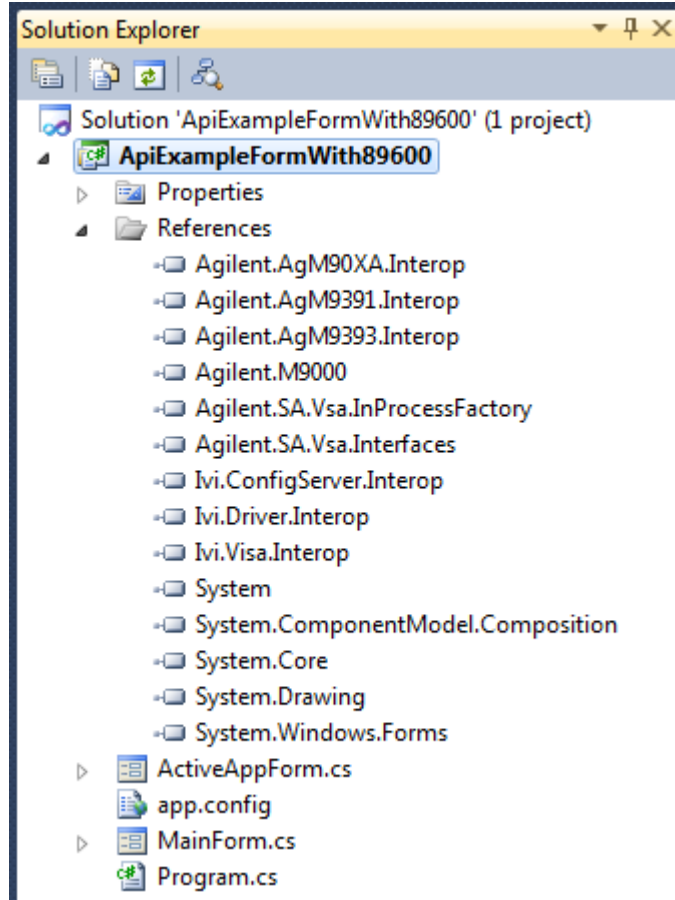 Solution Explorer
Solution 'ApiExampleFormWith89600' (1 project)
ApiExampleFormWith89600
Properties
References
Agilent.AgM90XA.Interop
Agilent.AgM9391.Interop
Agilent.AgM9393.Interop
Agilent.M9000
Agilent.SA.Vsa.InProcessFactory
Agilent.SA.Vsa.Interfaces
Ivi.ConfigServer.Interop
Ivi.Driver.Interop
Ivi.Visa.Interop
System
System.ComponentModel.Composition
System.Core
System.Drawing
System.Windows.Forms
ActiveAppForm.cs
app.config
MainForm.cs
Program.cs